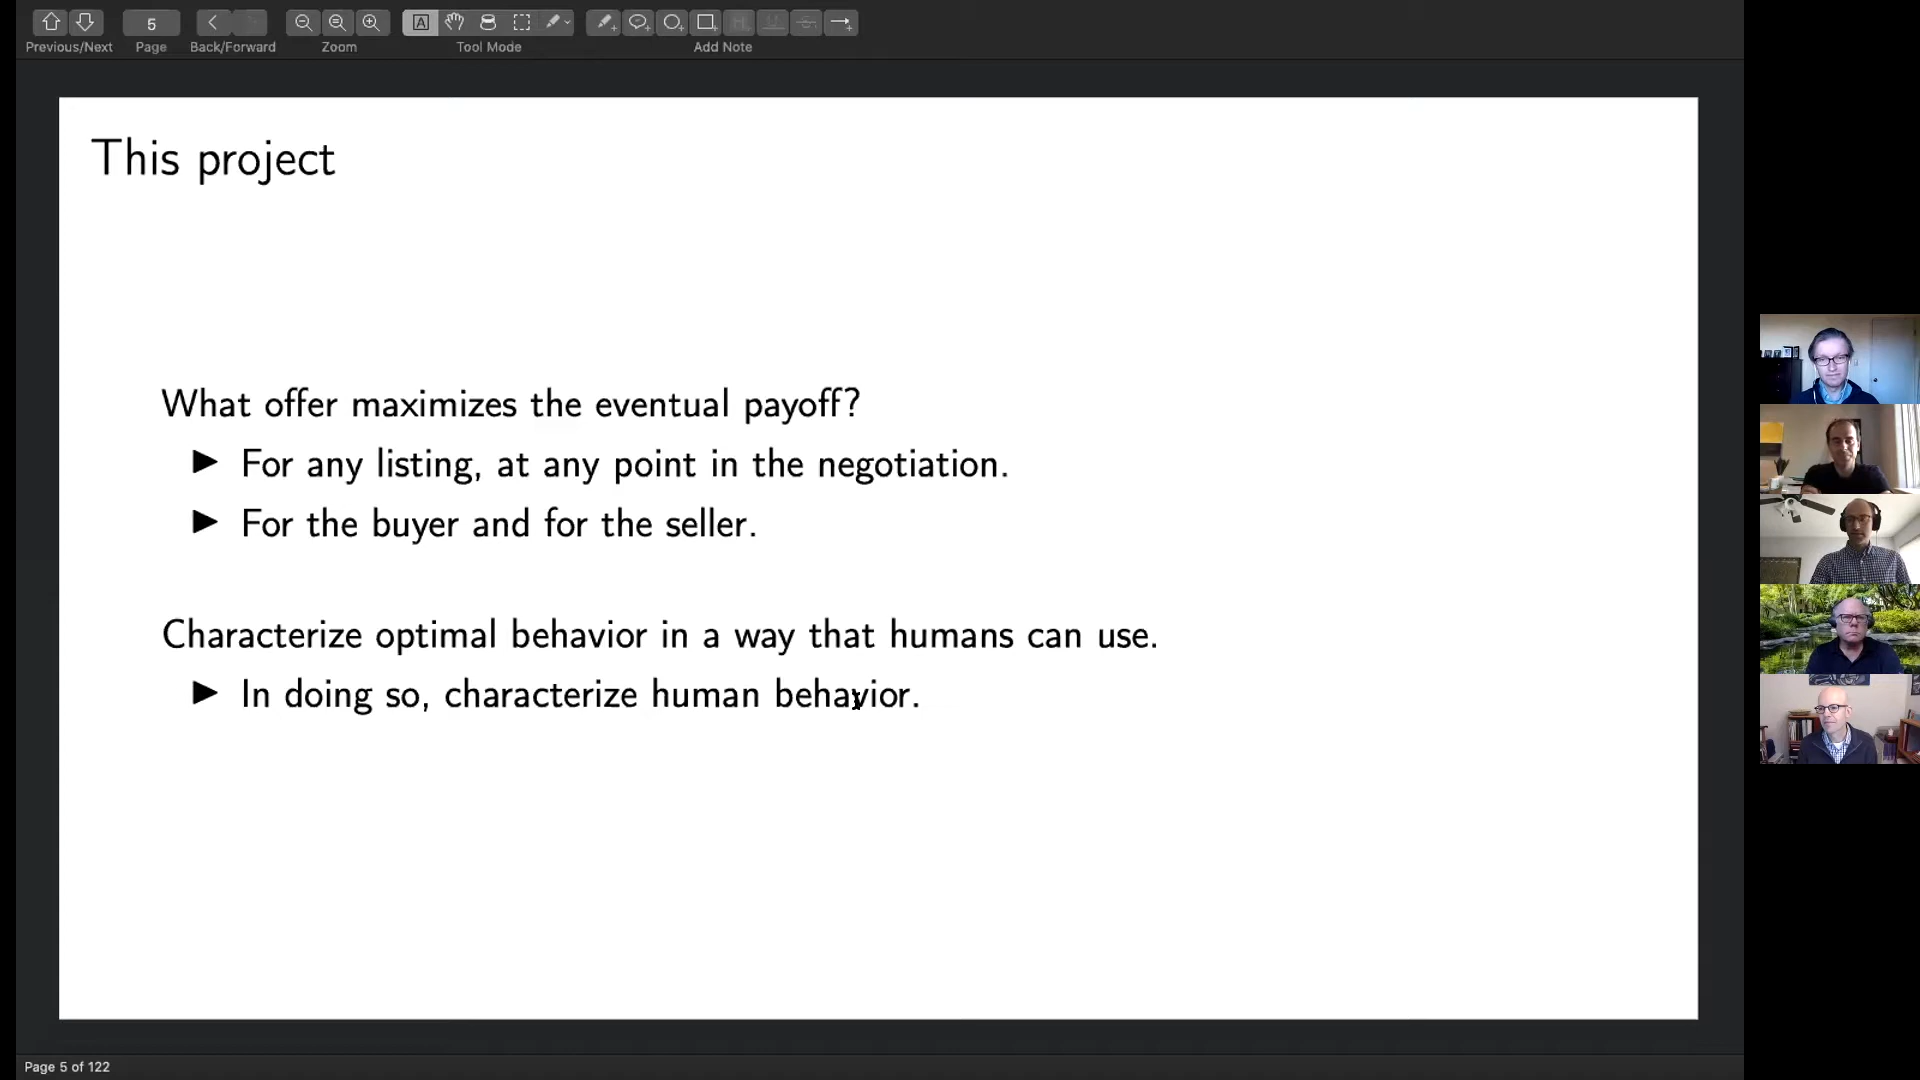 5
Previous/Next Page Back/Forward Zoom Tool Mode Add Note
This project
What offer maximizes the eventual payoff?
▶ For any listing, at any point in the negotiation.
▶ For the buyer and for the seller.
Characterize optimal behavior in a way that humans can use.
▶ In doing so, characterize human behavior.
Page 5 of 122